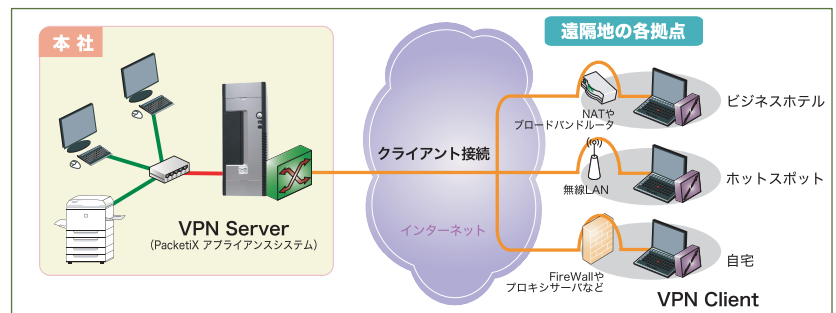 本社
VPN Server
(PacketiX アプライアンスシステム)
クライアント接続
インターネット
遠隔地の各拠点
NATや
ブロードバンドルータ
ビジネスホテル
無線LAN
ホットスポット
FireWallや
プロキシサーバなど
自宅
VPN Client